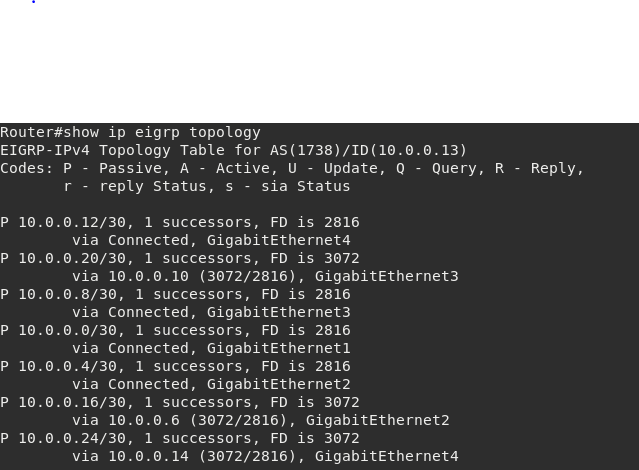 Router#show ip eigrp topology
EIGRP-IPv4 Topology Table for AS(1738)/ID(10.0.0.13)
Codes: P - Passive, A - Active, U - Update, Q - Query, R - Reply,
       r - reply Status, s - sia Status

P 10.0.0.12/30, 1 successors, FD is 2816
        via Connected, GigabitEthernet4
P 10.0.0.20/30, 1 successors, FD is 3072
        via 10.0.0.10 (3072/2816), GigabitEthernet3
P 10.0.0.8/30, 1 successors, FD is 2816
        via Connected, GigabitEthernet3
P 10.0.0.0/30, 1 successors, FD is 2816
        via Connected, GigabitEthernet1
P 10.0.0.4/30, 1 successors, FD is 2816
        via Connected, GigabitEthernet2
P 10.0.0.16/30, 1 successors, FD is 3072
        via 10.0.0.6 (3072/2816), GigabitEthernet2
P 10.0.0.24/30, 1 successors, FD is 3072
        via 10.0.0.14 (3072/2816), GigabitEthernet4